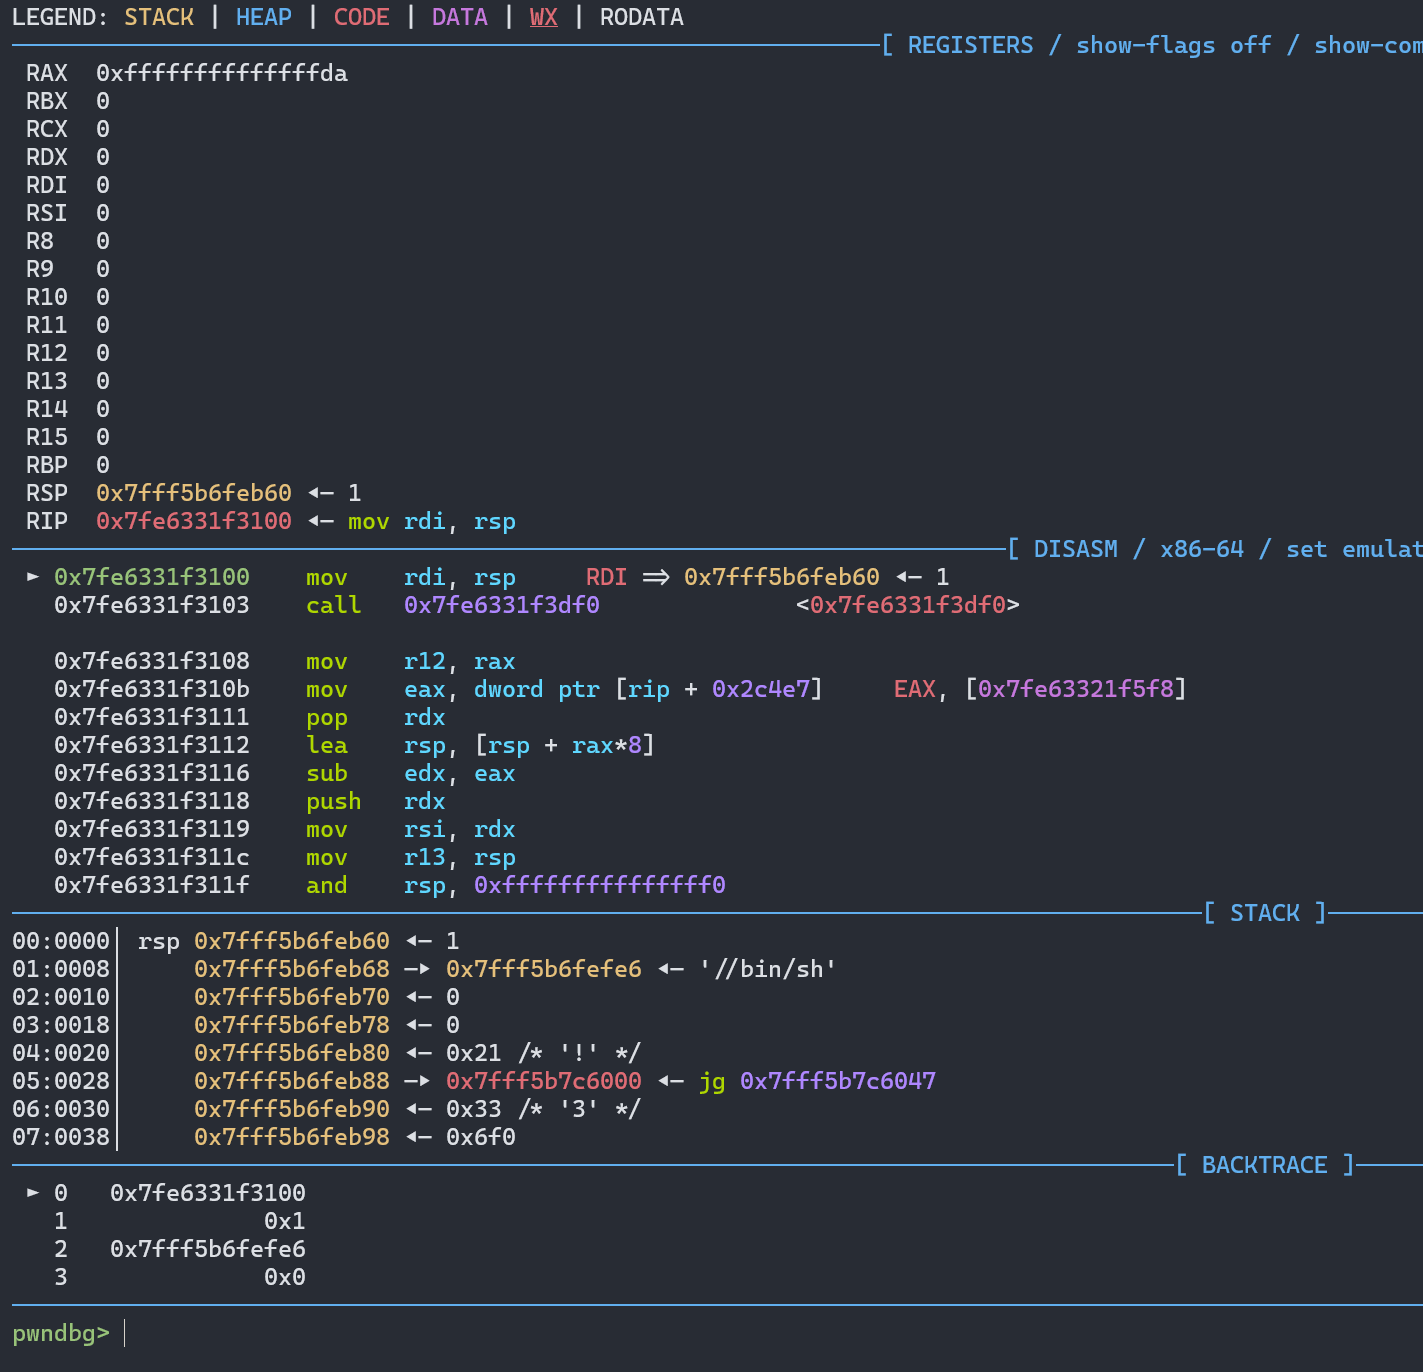 LEGEND: STACK | HEAP | CODE | DATA | WX | RODATA
[ REGISTERS / show-flags off / show-com
RAX  0xffffffffffffffda
RBX  0
RCX  0
RDX  0
RDI  0
RSI  0
R8   0
R9   0
R10  0
R11  0
R12  0
R13  0
R14  0
R15  0
RBP  0
RSP  0x7fff5b6feb60 ◂— 1
RIP  0x7fe6331f3100 ◂— mov rdi, rsp
[ DISASM / x86-64 / set emulat
► 0x7fe6331f3100    mov    rdi, rsp     RDI => 0x7fff5b6feb60 ◂— 1
0x7fe6331f3103    call   0x7fe6331f3df0              <0x7fe6331f3df0>
0x7fe6331f3108    mov    r12, rax
0x7fe6331f310b    mov    eax, dword ptr [rip + 0x2c4e7]     EAX, [0x7fe63321f5f8]
0x7fe6331f3111    pop    rdx
0x7fe6331f3112    lea    rsp, [rsp + rax*8]
0x7fe6331f3116    sub    edx, eax
0x7fe6331f3118    push   rdx
0x7fe6331f3119    mov    rsi, rdx
0x7fe6331f311c    mov    r13, rsp
0x7fe6331f311f    and    rsp, 0xfffffffffffffff0
[ STACK ]
00:0000│ rsp 0x7fff5b6feb60 ◂— 1
01:0008│     0x7fff5b6feb68 —▸ 0x7fff5b6fefe6 ◂— '//bin/sh'
02:0010│     0x7fff5b6feb70 ◂— 0
03:0018│     0x7fff5b6feb78 ◂— 0
04:0020│     0x7fff5b6feb80 ◂— 0x21 /* '!' */
05:0028│     0x7fff5b6feb88 —▸ 0x7fff5b7c6000 ◂— jg 0x7fff5b7c6047
06:0030│     0x7fff5b6feb90 ◂— 0x33 /* '3' */
07:0038│     0x7fff5b6feb98 ◂— 0x6f0
[ BACKTRACE ]
► 0   0x7fe6331f3100
1              0x1
2   0x7fff5b6fefe6
3              0x0
pwndbg>